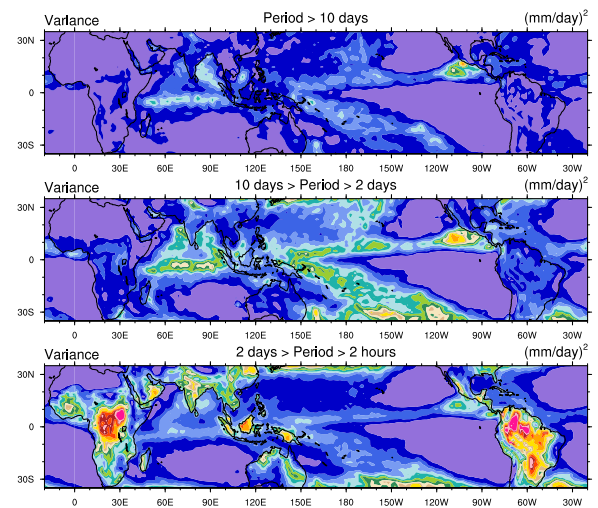 Variance Period > 10 days (mm/day)²
30N
0
30S
0 30E 60E 90E 120E 150E 180 150W 120W 90W 60W 30W
Variance 10 days > Period > 2 days (mm/day)²
30N
0
30S
0 30E 60E 90E 120E 150E 180 150W 120W 90W 60W 30W
Variance 2 days > Period > 2 hours (mm/day)²
30N
0
30S
0 30E 60E 90E 120E 150E 180 150W 120W 90W 60W 30W